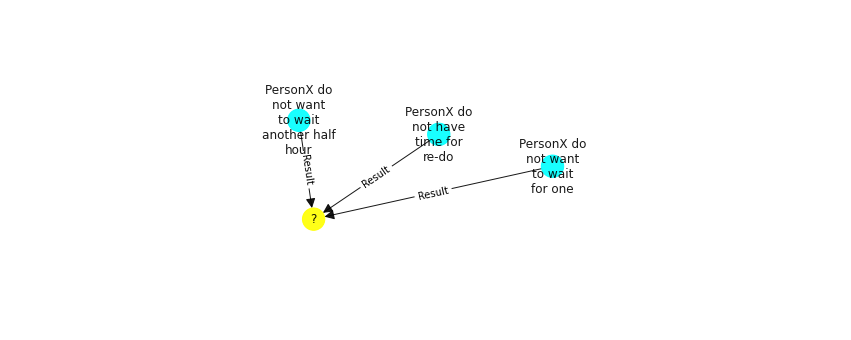 PersonX do
not want
to wait
another half
hour
PersonX do
not have
time for
re-do
PersonX do
not want
to wait
for one
Result
Result
Result
?